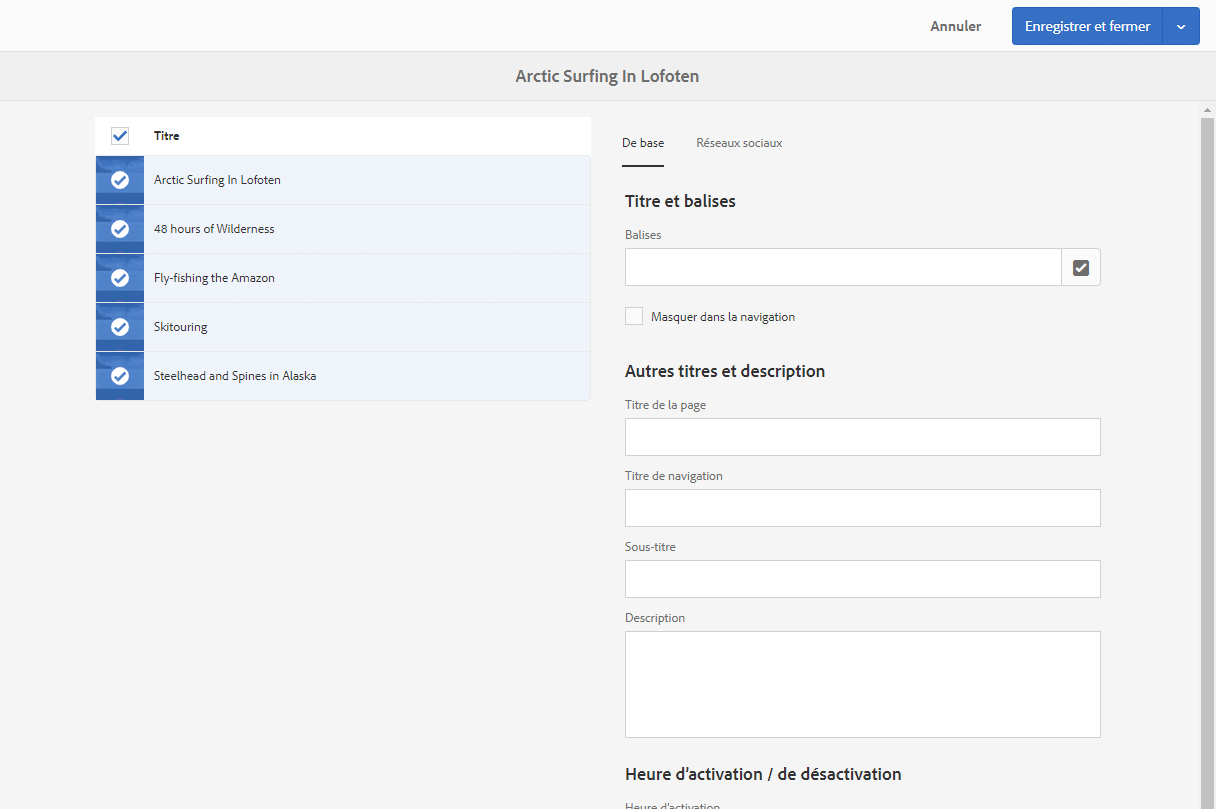 Annuler
Enregistrer et fermer
Arctic Surfing In Lofoten
Titre
Arctic Surfing In Lofoten
48 hours of Wilderness
Fly-fishing the Amazon
Skitouring
Steelhead and Spines in Alaska
De base
Réseaux sociaux
Titre et balises
Balises
Masquer dans la navigation
Autres titres et description
Titre de la page
Titre de navigation
Sous-titre
Description
Heure d’activation / de désactivation
Heure d’activation